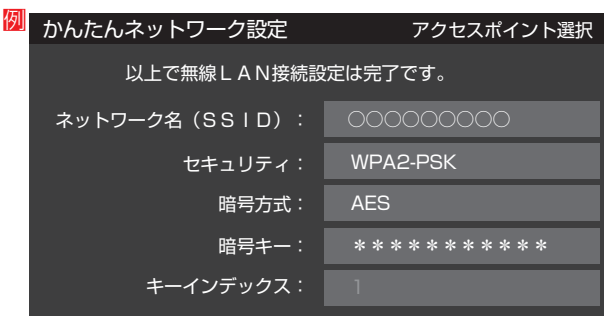 例
かんたんネットワーク設定 アクセスポイント選択
以上で無線ＬＡＮ接続設定は完了です。
ネットワーク名（ＳＳＩＤ）： ○○○○○○○○○
セキュリティ： WPA2-PSK
暗号方式： AES
暗号キー： ＊＊＊＊＊＊＊＊＊＊＊
キーインデックス： 1